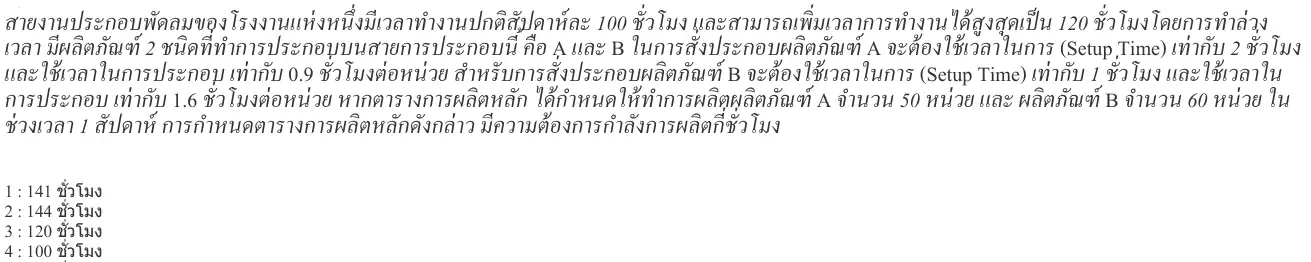 สายงานประกอบพัดลมของโรงงานแห่งหนึ่งมีเวลาทำงานปกติสัปดาห์ละ 100 ชั่วโมง และสามารถเพิ่มเวลาการทำงานได้สูงสุดเป็น 120 ชั่วโมงโดยการทำล่วง
เวลา มีผลิตภัณฑ์ 2 ชนิดที่ทำการประกอบบนสายการประกอบนี้ คือ A และ B ในการสั่งประกอบผลิตภัณฑ์ A จะต้องใช้เวลาในการ (Setup Time) เท่ากับ 2 ชั่วโมง
และใช้เวลาในการประกอบ เท่ากับ 0.9 ชั่วโมงต่อหน่วย สำหรับการสั่งประกอบผลิตภัณฑ์ B จะต้องใช้เวลาในการ (Setup Time) เท่ากับ 1 ชั่วโมง และใช้เวลาใน
การประกอบ เท่ากับ 1.6 ชั่วโมงต่อหน่วย หากตารางการผลิตหลัก ได้กำหนดให้ทำการผลิตผลิตภัณฑ์ A จำนวน 50 หน่วย และ ผลิตภัณฑ์ B จำนวน 60 หน่วย ใน
ช่วงเวลา 1 สัปดาห์ การกำหนดตารางการผลิตหลักดังกล่าว มีความต้องการกำลังการผลิตกี่ชั่วโมง
1 : 141 ชั่วโมง
2 : 144 ชั่วโมง
3 : 120 ชั่วโมง
4 : 100 ชั่วโมง